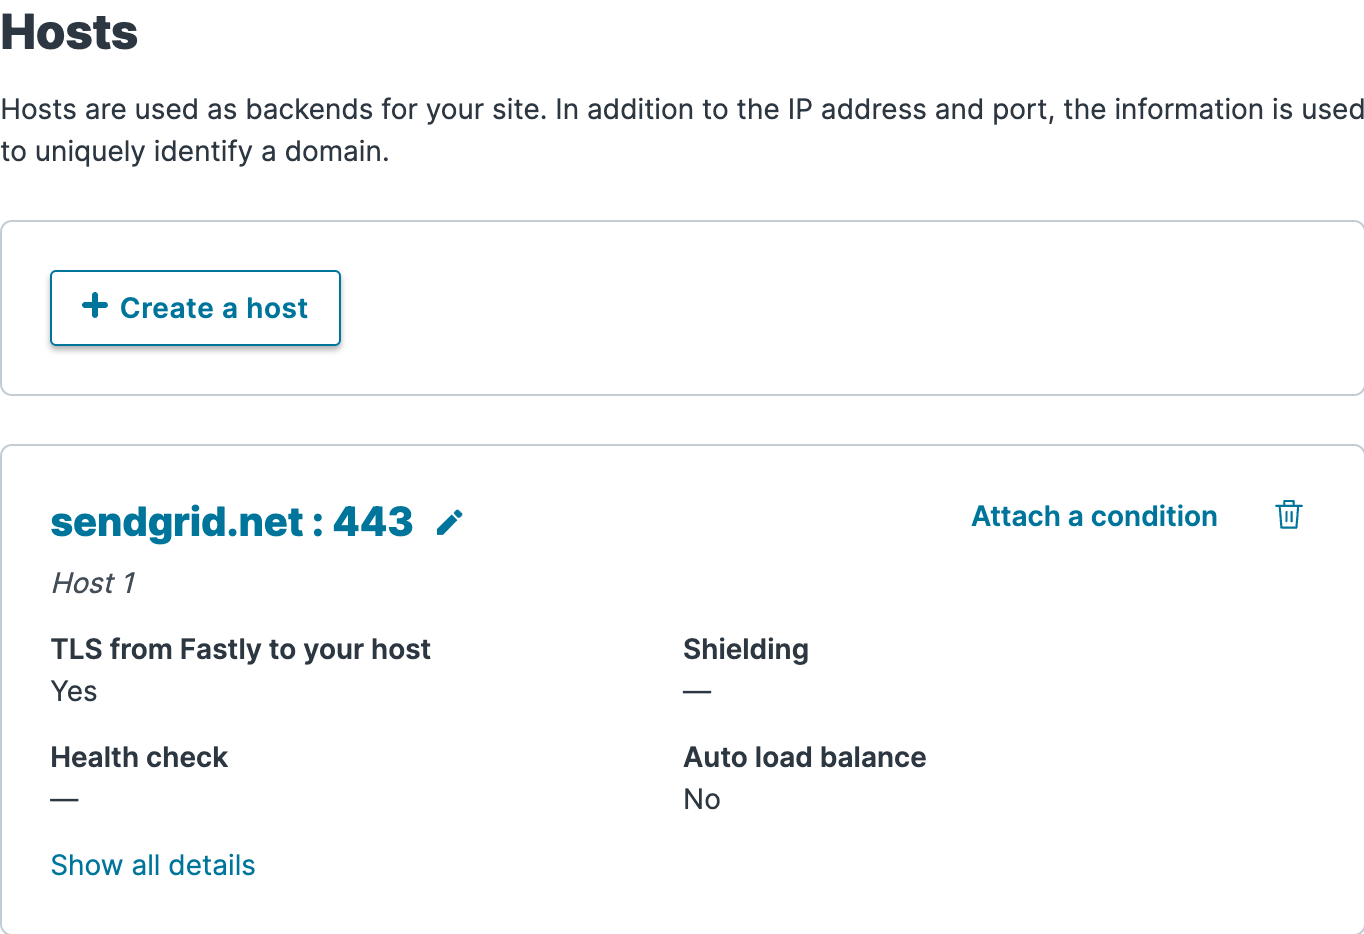 Hosts
Hosts are used as backends for your site. In addition to the IP address and port, the information is used
to uniquely identify a domain.
Create a host
sendgrid.net : 443
Attach a condition
Host 1
TLS from Fastly to your host
Yes
Shielding
—
Health check
—
Auto load balance
No
Show all details